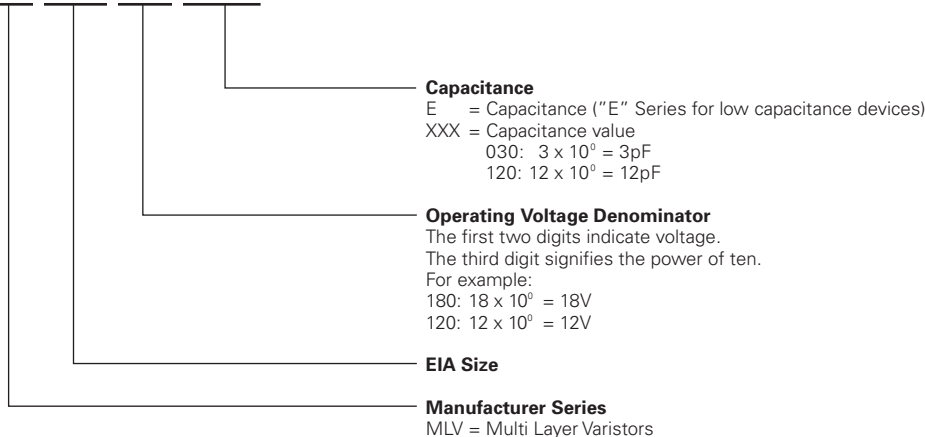 Capacitance
E = Capacitance ("E" Series for low capacitance devices)
XXX = Capacitance value
030: 3 x 10⁰ = 3pF
120: 12 x 10⁰ = 12pF
Operating Voltage Denominator
The first two digits indicate voltage.
The third digit signifies the power of ten.
For example:
180: 18 x 10⁰ = 18V
120: 12 x 10⁰ = 12V
EIA Size
Manufacturer Series
MLV = Multi Layer Varistors